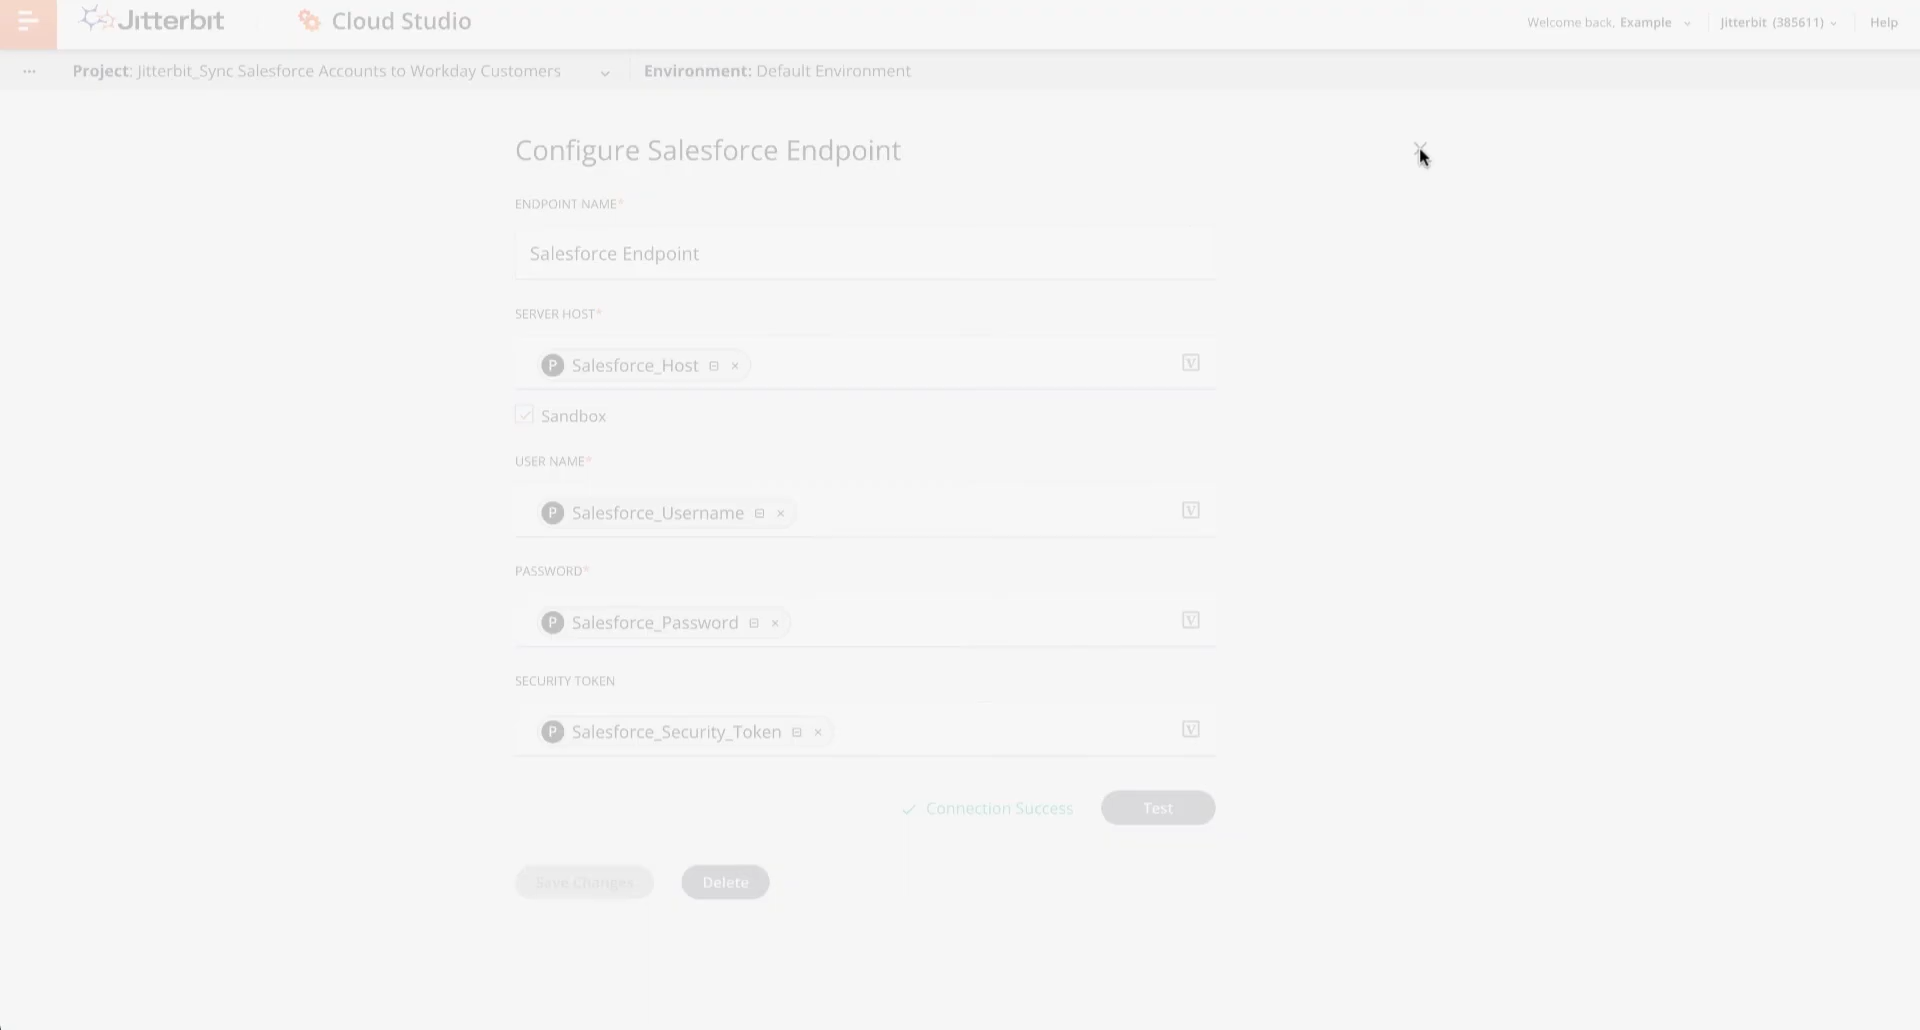 Jitterbit
Cloud Studio
Welcome back, Example
Jitterbit (385611)
Help
... Project: Jitterbit_Sync Salesforce Accounts to Workday Customers
Environment: Default Environment
Configure Salesforce Endpoint
ENDPOINT NAME*
Salesforce Endpoint
SERVER HOST*
P Salesforce_Host
V
Sandbox
USER NAME*
P Salesforce_Username
V
PASSWORD*
P Salesforce_Password
V
SECURITY TOKEN
P Salesforce_Security_Token
V
Connection Success
Test
Save Changes
Delete